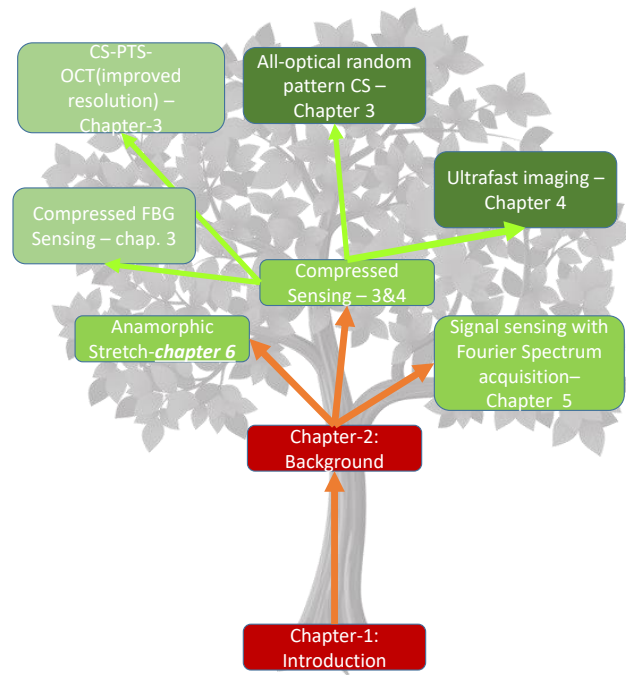 CS-PTS-
OCT(improved
resolution) –
Chapter-3
All-optical random
pattern CS –
Chapter 3
Ultrafast imaging –
Chapter 4
Compressed FBG
Sensing – chap. 3
Compressed
Sensing – 3&4
Anamorphic
Stretch-chapter 6
Signal sensing with
Fourier Spectrum
acquisition–
Chapter 5
Chapter-2:
Background
Chapter-1:
Introduction